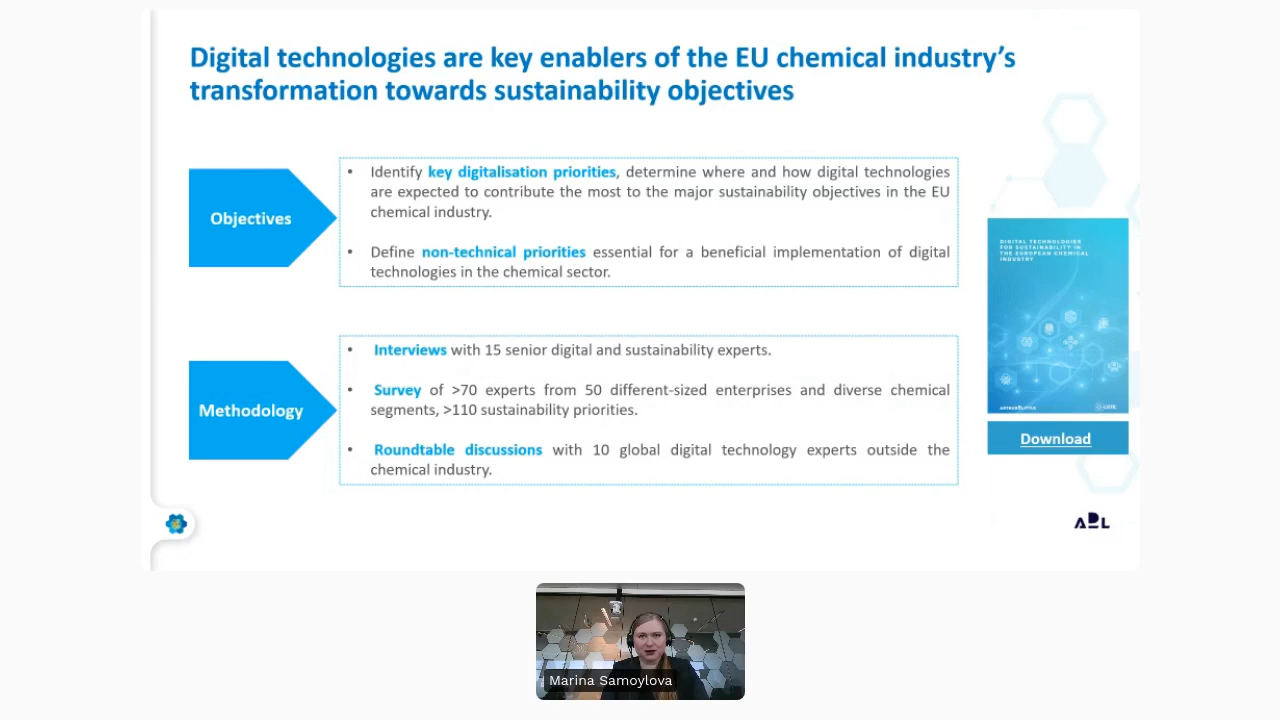 Digital technologies are key enablers of the EU chemical industry’s
transformation towards sustainability objectives
Objectives
• Identify key digitalisation priorities, determine where and how digital technologies
are expected to contribute the most to the major sustainability objectives in the EU
chemical industry.
• Define non-technical priorities essential for a beneficial implementation of digital
technologies in the chemical sector.
DIGITAL TECHNOLOGIES
FOR SUSTAINABILITY IN
THE EUROPEAN CHEMICAL
INDUSTRY
Methodology
• Interviews with 15 senior digital and sustainability experts.
• Survey of >70 experts from 50 different-sized enterprises and diverse chemical
segments, >110 sustainability priorities.
• Roundtable discussions with 10 global digital technology experts outside the
chemical industry.
Download
ADL
Marina Samoylova